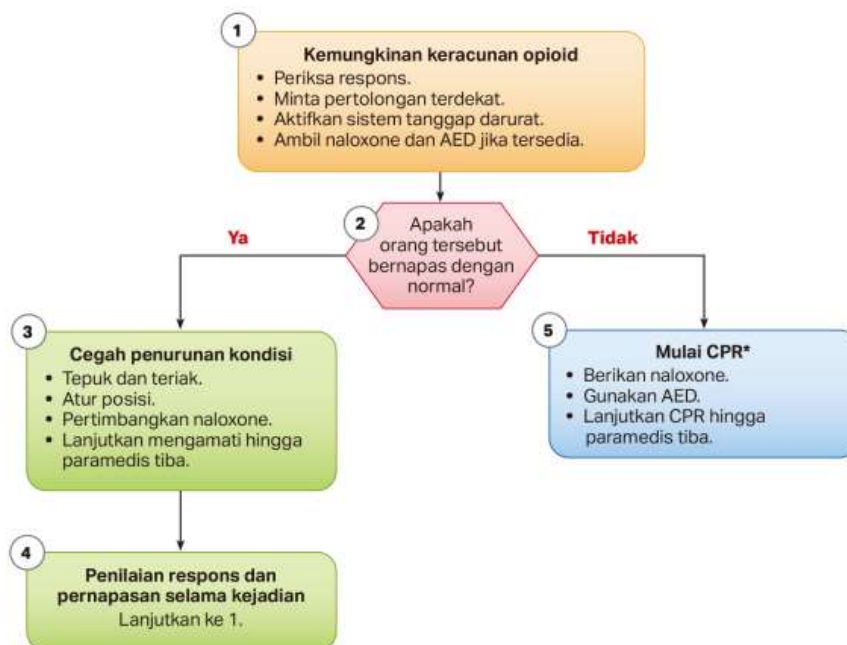 1
Kemungkinan keracunan opioid
• Periksa respons.
• Minta pertolongan terdekat.
• Aktifkan sistem tanggap darurat.
• Ambil naloxone dan AED jika tersedia.
2
Apakah
orang tersebut
bernapas dengan
normal?
Ya
Tidak
3
Cegah penurunan kondisi
• Tepuk dan teriak.
• Atur posisi.
• Pertimbangkan naloxone.
• Lanjutkan mengamati hingga
paramedis tiba.
5
Mulai CPR*
• Berikan naloxone.
• Gunakan AED.
• Lanjutkan CPR hingga
paramedis tiba.
4
Penilaian respons dan
pernapasan selama kejadian
Lanjutkan ke 1.